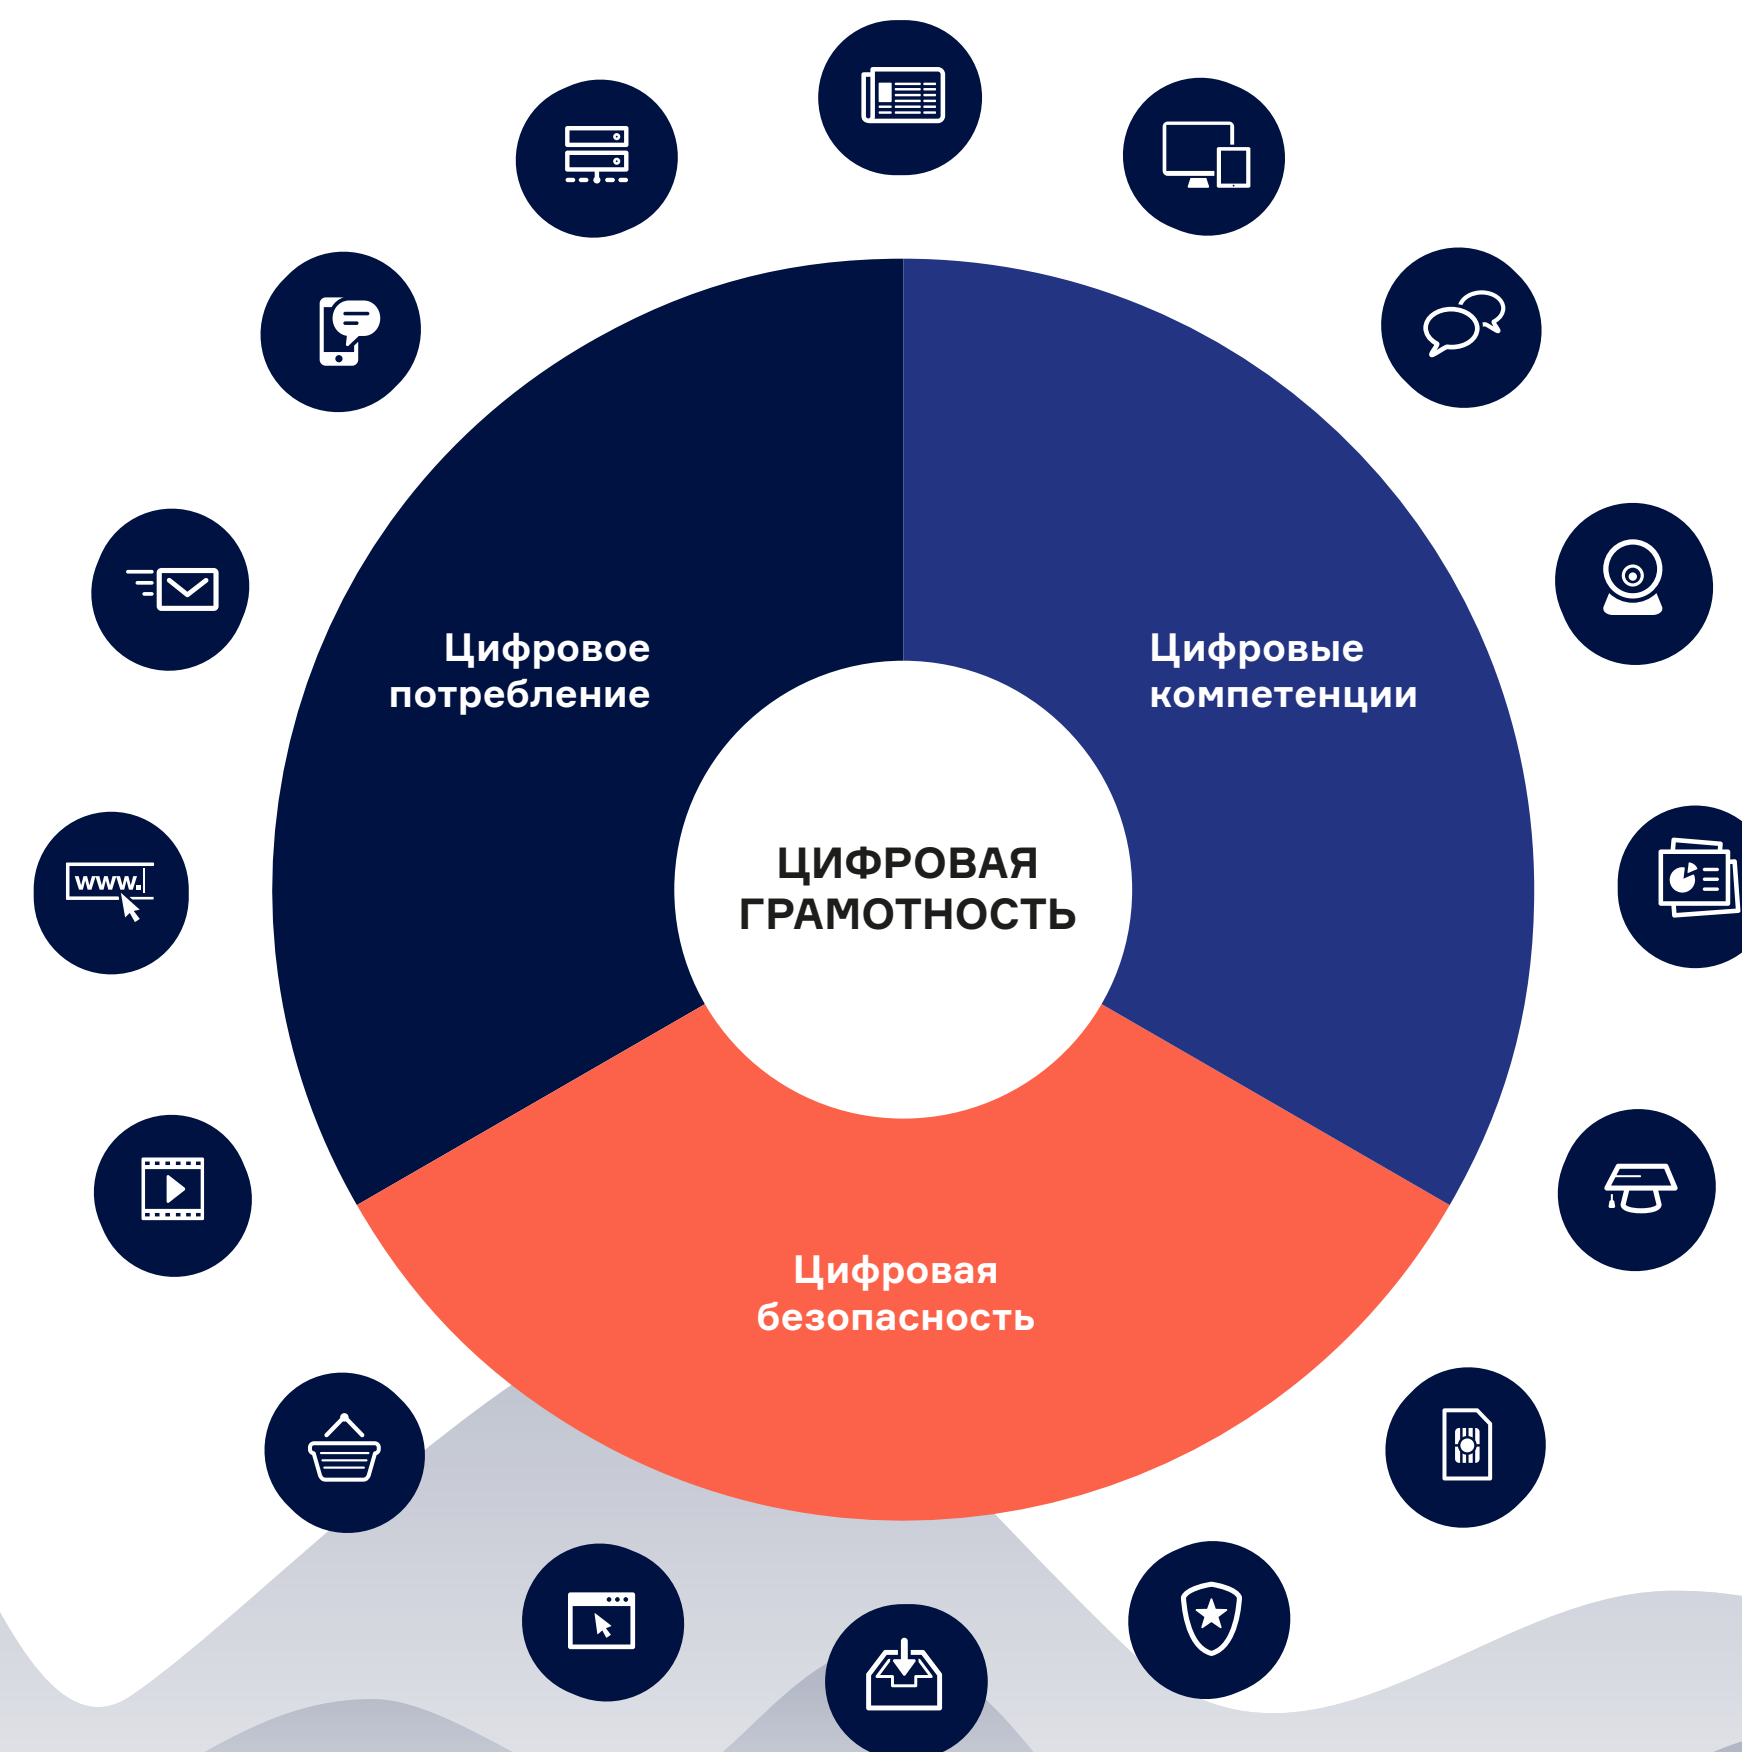 Цифровое
потребление
Цифровые
компетенции
ЦИФРОВАЯ
ГРАМОТНОСТЬ
www.
Цифровая
безопасность